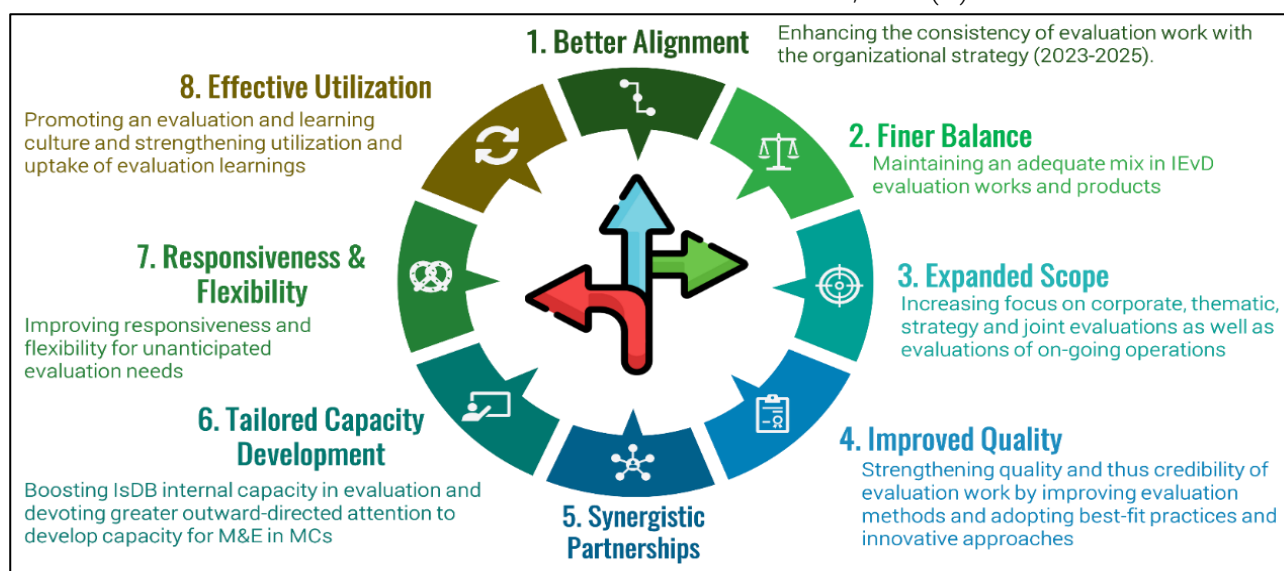 1. Better Alignment
Enhancing the consistency of evaluation work with
the organizational strategy (2023-2025).
2. Finer Balance
Maintaining an adequate mix in IEvD
evaluation works and products
3. Expanded Scope
Increasing focus on corporate, thematic,
strategy and joint evaluations as well as
evaluations of on-going operations
4. Improved Quality
Strengthening quality and thus credibility of
evaluation work by improving evaluation
methods and adopting best-fit practices and
innovative approaches
5. Synergistic
Partnerships
6. Tailored Capacity
Development
Boosting IsDB internal capacity in evaluation and
devoting greater outward-directed attention to
develop capacity for M&E in MCs
7. Responsiveness &
Flexibility
Improving responsiveness and
flexibility for unanticipated
evaluation needs
8. Effective Utilization
Promoting an evaluation and learning
culture and strengthening utilization and
uptake of evaluation learnings